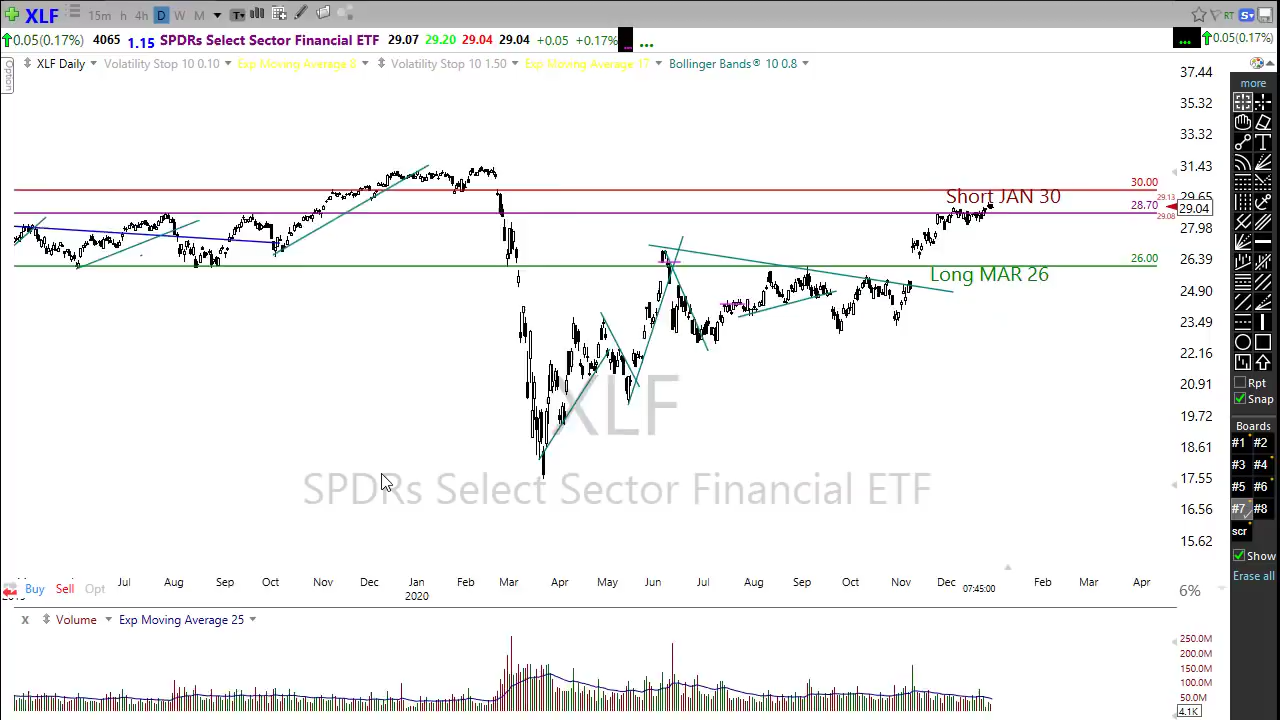 XLF 15m h 4h D W M T RT S
0.05(0.17%) 4065 1.15 SPDRs Select Sector Financial ETF 29.07 29.20 29.04 29.04 +0.05 +0.17% ... ... 0.05(0.17%)
Option
XLF Daily Volatility Stop 10 0.10 Exp Moving Average 8 Volatility Stop 10 1.50 Exp Moving Average 17 Bollinger Bands® 10 0.8
37.44
35.32
33.32
31.43
30.00
29.65
29.13
Short JAN 30
28.70
29.04
29.08
27.98
26.39
26.00
Long MAR 26
24.90
23.49
22.16
20.91
19.72
18.61
17.55
16.56
15.62
XLF
SPDRs Select Sector Financial ETF
Jul Aug Sep Oct Nov Dec Jan Feb Mar Apr May Jun Jul Aug Sep Oct Nov Dec Feb Mar Apr
2020
07:45:00
6%
Buy Sell Opt
x Volume Exp Moving Average 25
250.0M
200.0M
150.0M
100.0M
50.0M
4.1K
more
T
Rpt
Snap
Boards
#1 #2
#3 #4
#5 #6
#7 #8
scr
Show
Erase all